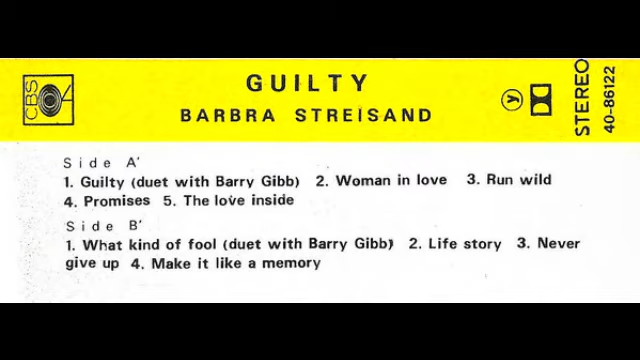 CBS
GUILTY
BARBRA STREISAND
y
STEREO
40-86122
Side A'
1. Guilty (duet with Barry Gibb) 2. Woman in love 3. Run wild
4. Promises 5. The love inside
Side B'
1. What kind of fool (duet with Barry Gibb) 2. Life story 3. Never
give up 4. Make it like a memory